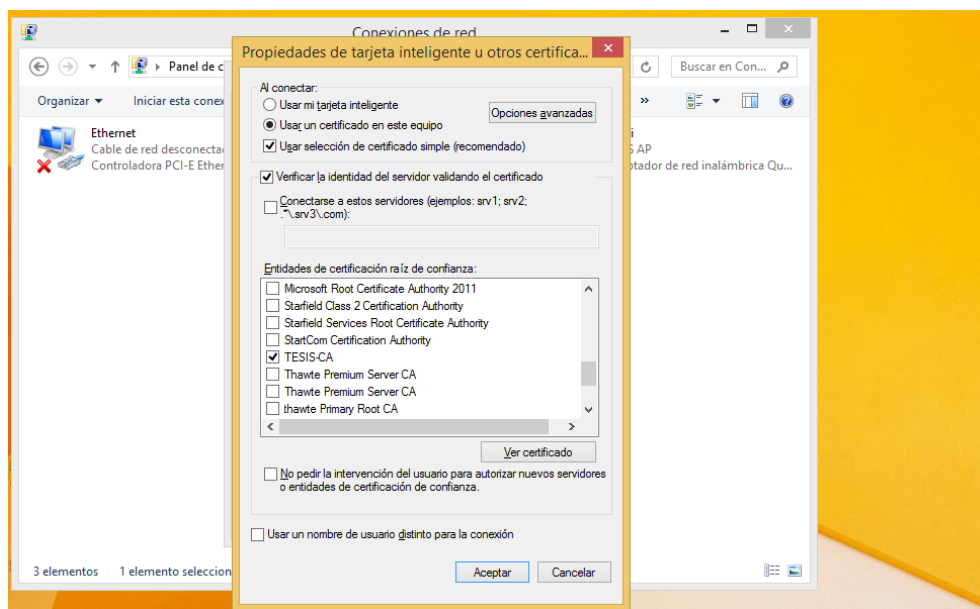 Conexiones de red
Propiedades de tarjeta inteligente u otros certifica...
Panel de c
Buscar en Con...
Organizar
Iniciar esta conex
»
Ethernet
Cable de red desconecta
Controladora PCI-E Ether
i
S AP
ptador de red inalámbrica Qu...
Al conectar:
Usar mi tarjeta inteligente
Opciones avanzadas
Usar un certificado en este equipo
Usar selección de certificado simple (recomendado)
Verificar la identidad del servidor validando el certificado
Conectarse a estos servidores (ejemplos: srv1; srv2;
.*\.srv3\.com):
Entidades de certificación raíz de confianza:
Microsoft Root Certificate Authority 2011
Starfield Class 2 Certification Authority
Starfield Services Root Certificate Authority
StartCom Certification Authority
TESIS-CA
Thawte Premium Server CA
Thawte Premium Server CA
thawte Primary Root CA
Ver certificado
No pedir la intervención del usuario para autorizar nuevos servidores
o entidades de certificación de confianza.
Usar un nombre de usuario distinto para la conexión
Aceptar
Cancelar
3 elementos
1 elemento seleccion